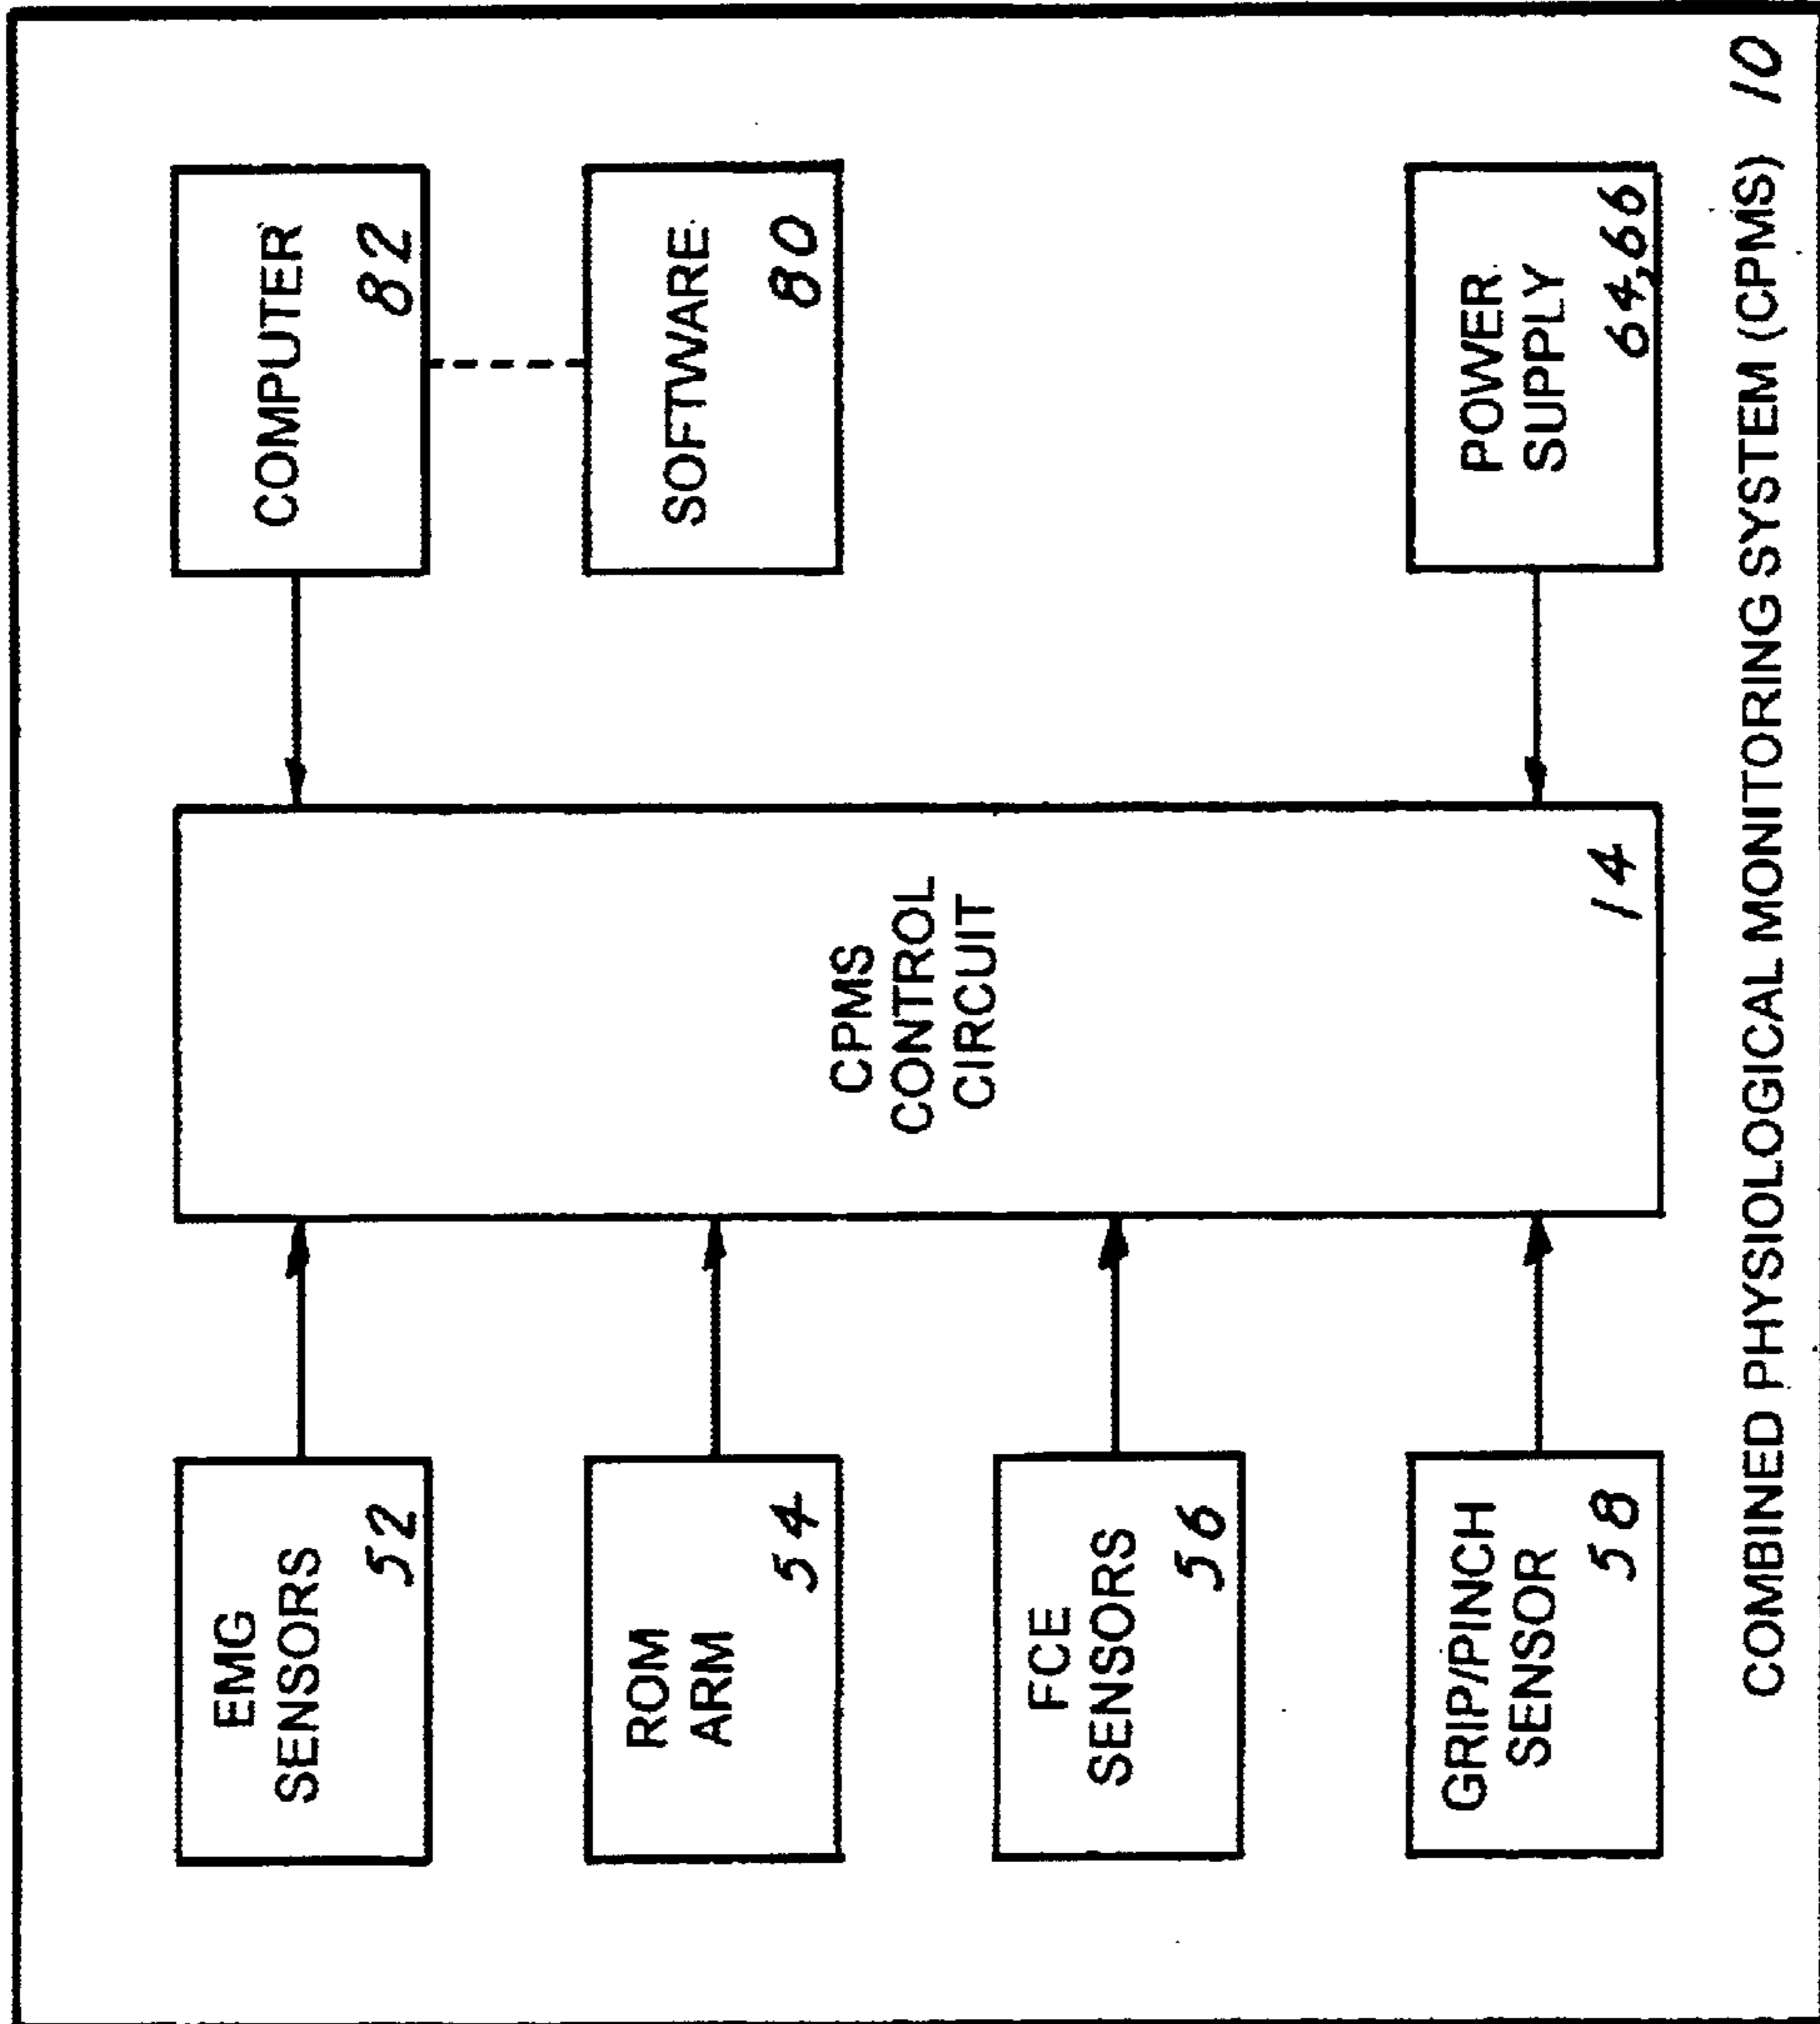 EMG
SENSORS
52
ROM
ARM
54
FCE
SENSORS
56
GRIP/PINCH
SENSOR
58
CPMS
CONTROL
CIRCUIT
14
COMPUTER
82
SOFTWARE
80
POWER
SUPPLY
64,66
COMBINED PHYSIOLOGICAL MONITORING SYSTEM (CPMS) 10